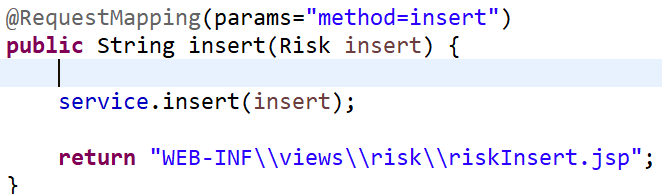 @RequestMapping(params="method=insert")
public String insert(Risk insert) {
service.insert(insert);
return "WEB-INF\\views\\risk\\riskInsert.jsp";
}